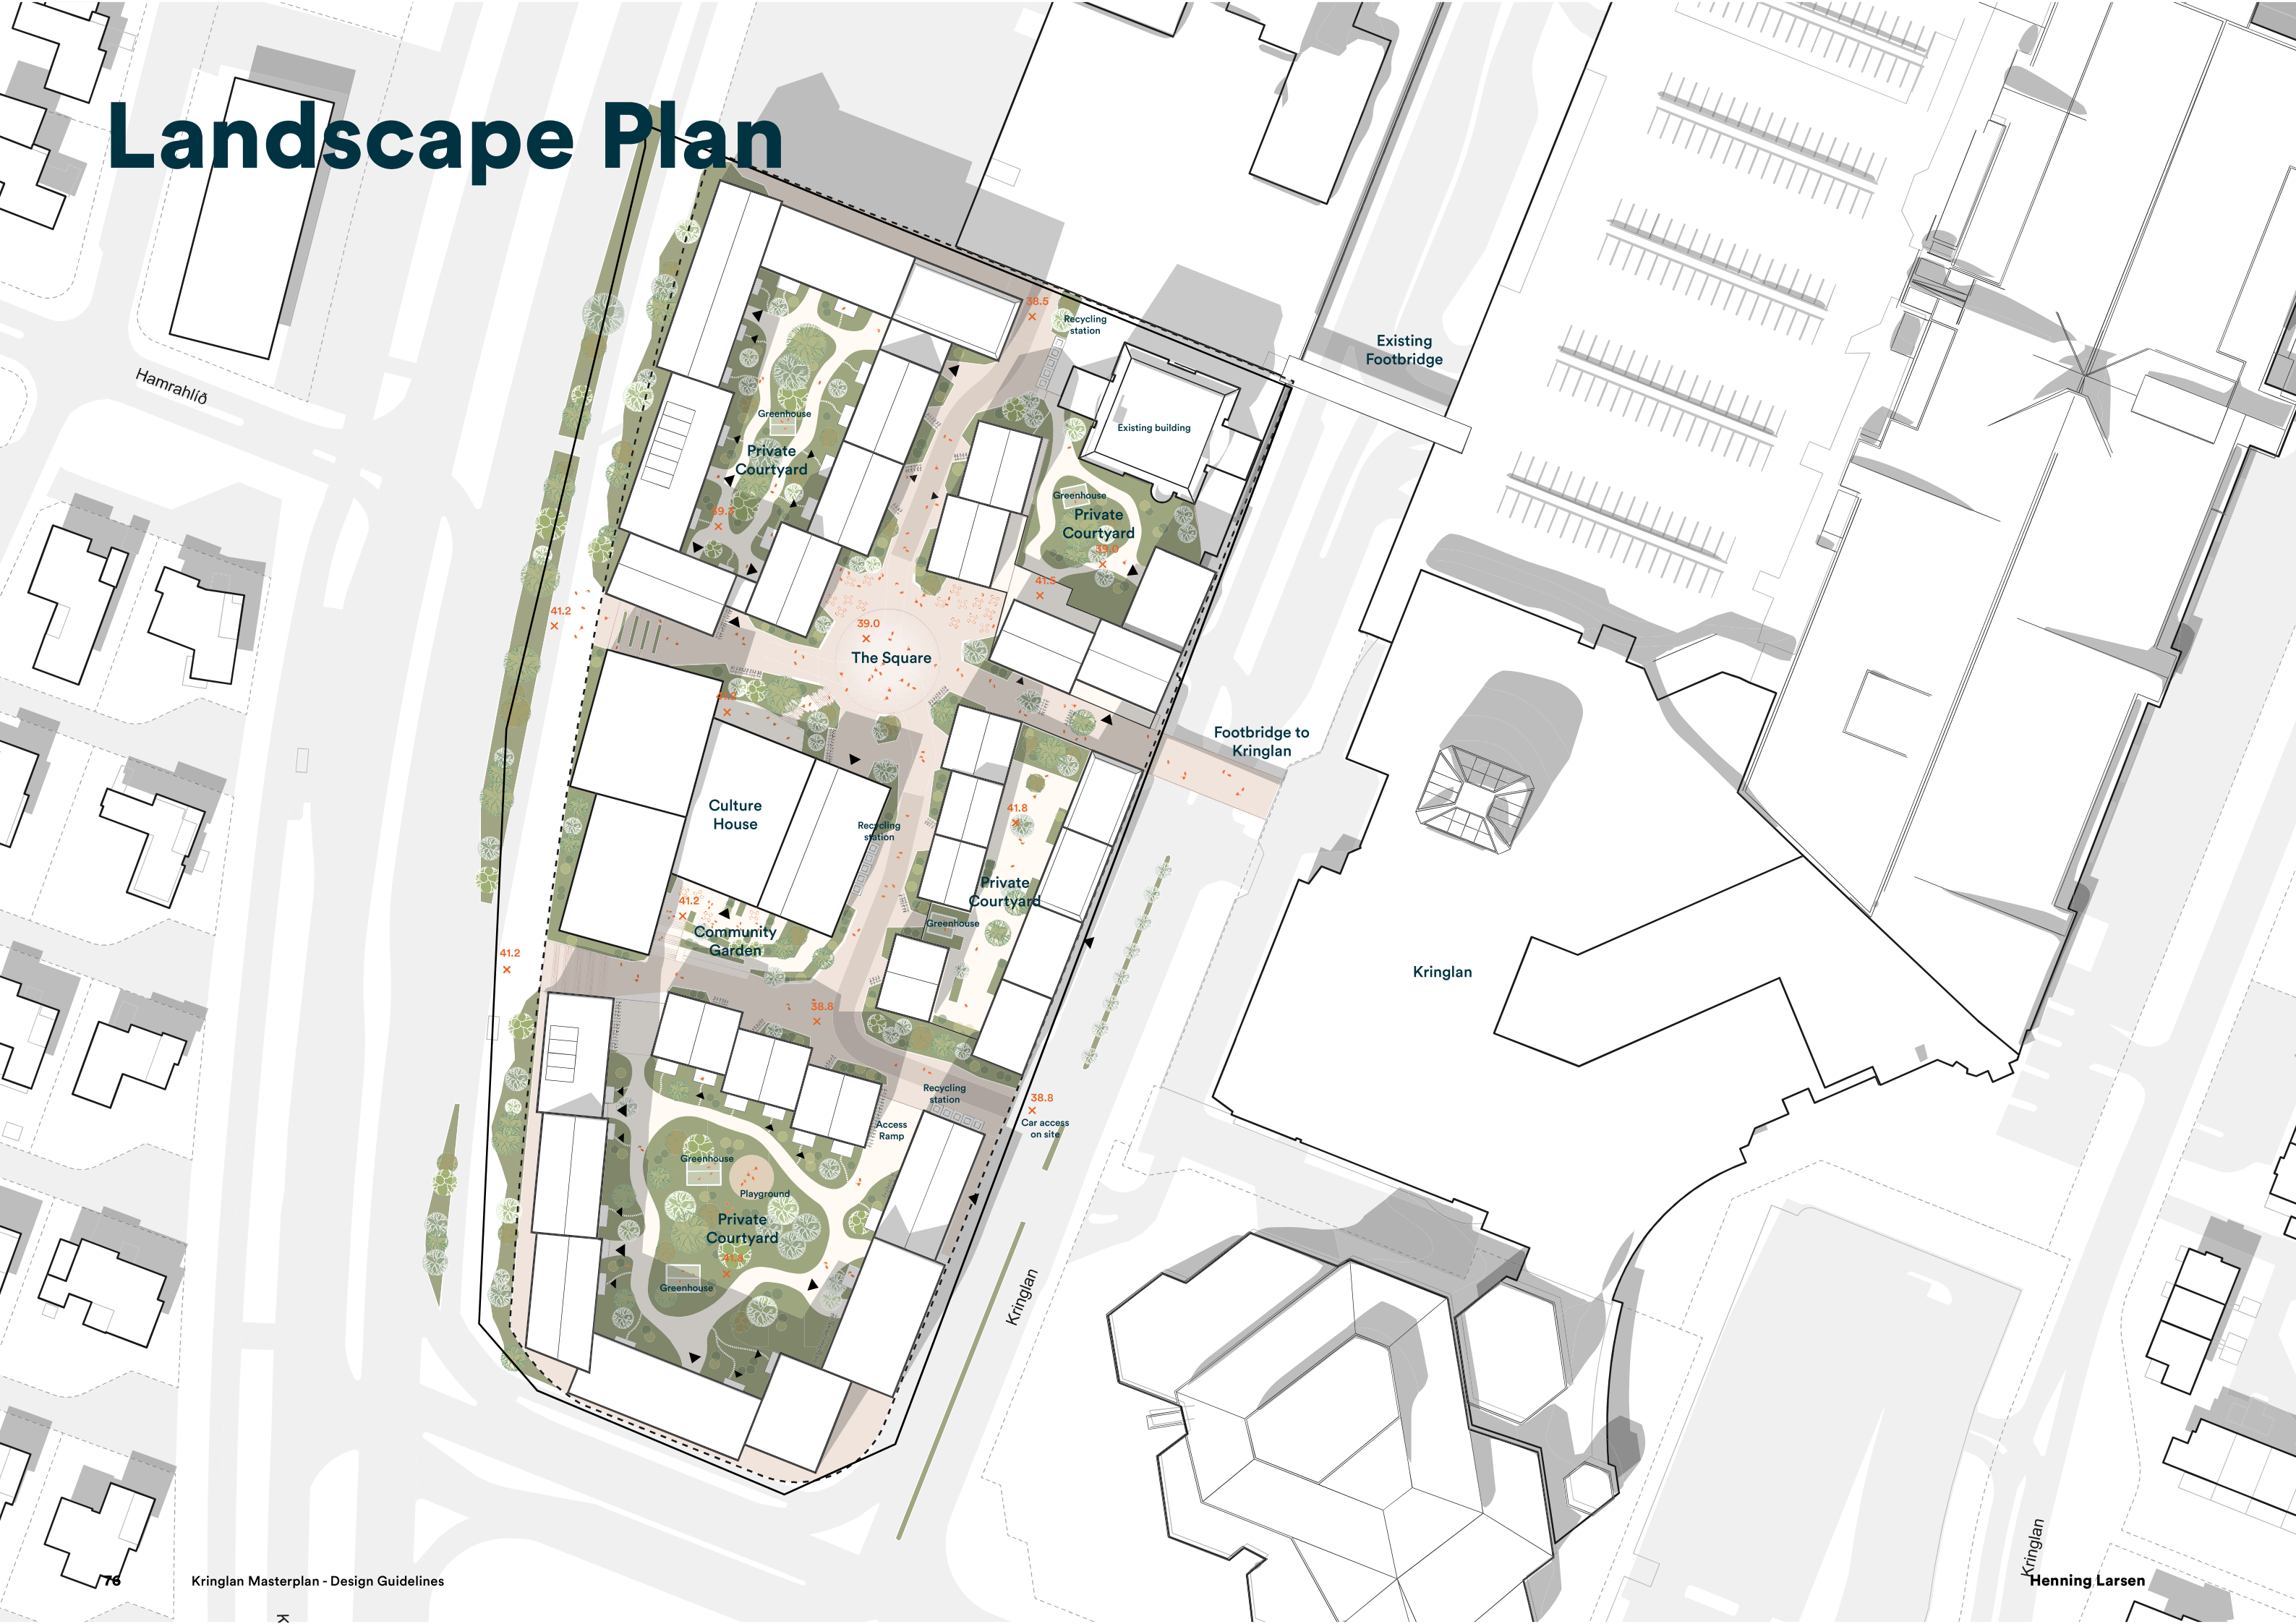 Landscape Plan
Hamrahlíð
38.5
Recycling
station
Existing
Footbridge
Greenhouse
Existing building
Private
Courtyard
Greenhouse
Private
Courtyard
39.0
41.5
41.2
39.0
The Square
Footbridge to
Kringlan
Culture
House
41.8
Recycling
station
Private
Courtyard
41.2
Greenhouse
Community
Garden
41.2
Kringlan
38.8
Recycling
station
38.8
Car access
on site
Access
Ramp
Greenhouse
Playground
Private
Courtyard
Greenhouse
Kringlan
Kringlan
76
Kringlan Masterplan - Design Guidelines
Henning Larsen